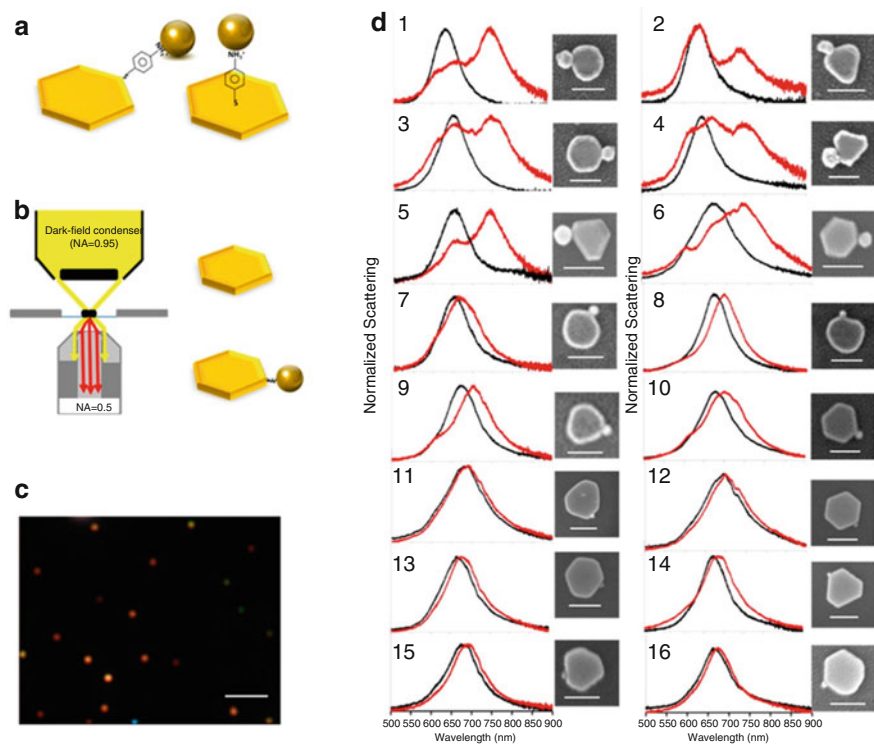 a
S
NH₂⁺
S
b
Dark-field condenser
(NA=0.95)
NA=0.5
c
d
Normalized Scattering
1
3
5
7
9
11
13
15
500 550 600 650 700 750 800 850 900
Wavelength (nm)
Normalized Scattering
2
4
6
8
10
12
14
16
500 550 600 650 700 750 800 850 900
Wavelength (nm)